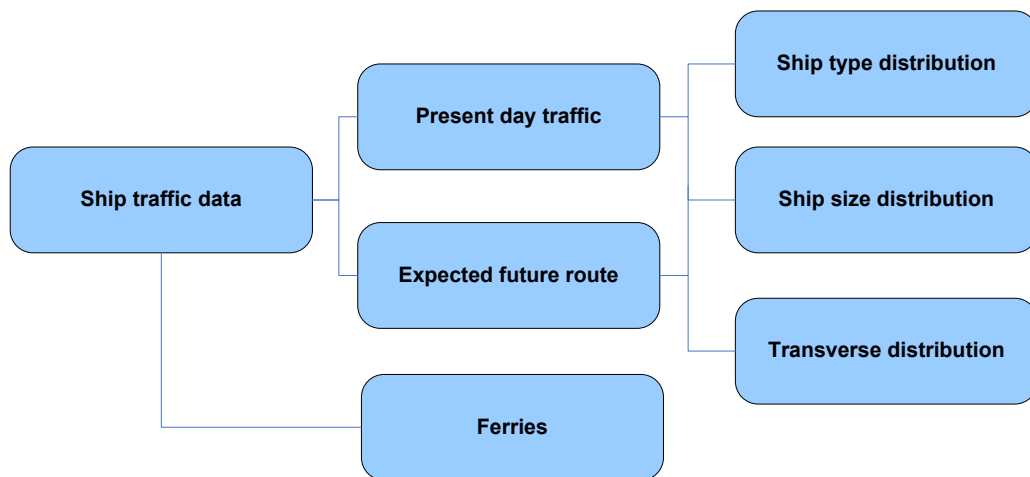 Ship traffic data
Present day traffic
Expected future route
Ferries
Ship type distribution
Ship size distribution
Transverse distribution